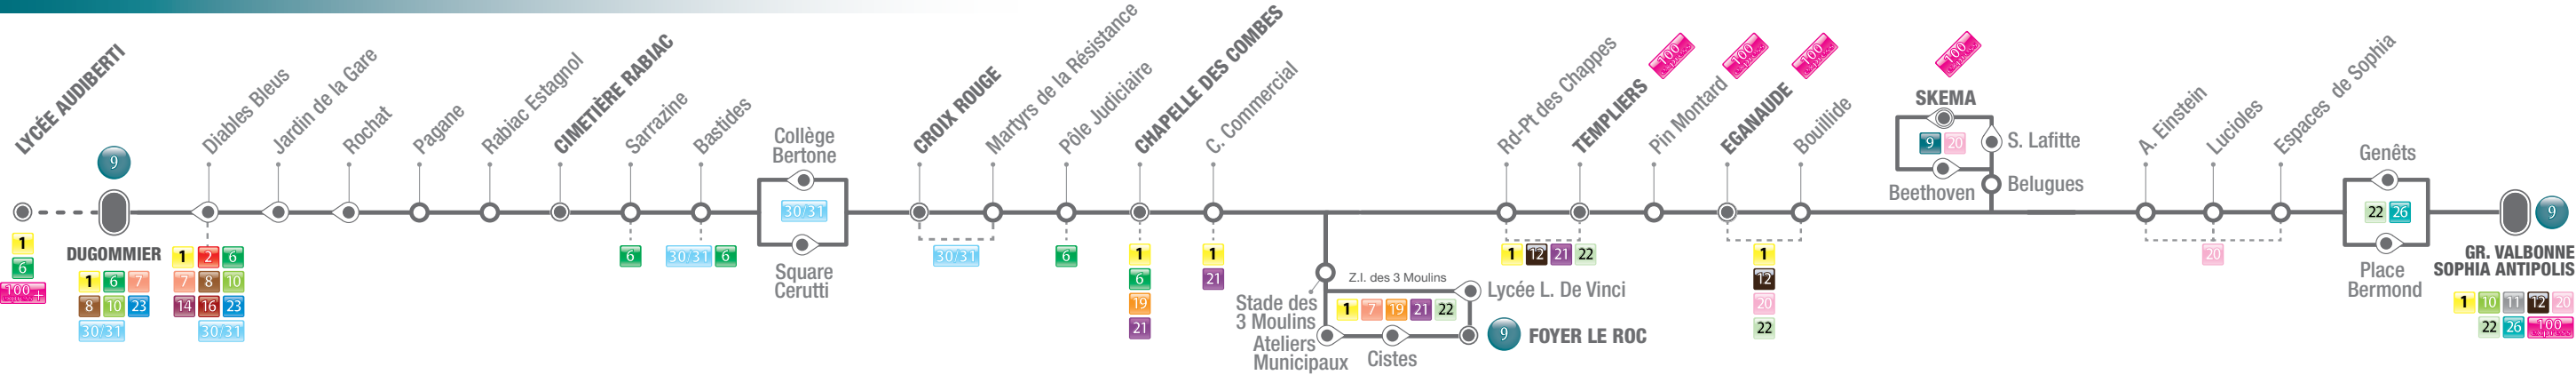 LYCÉE AUDIBERTI
1
6
100
9
DUGOMMIER
1 6 7
8 10 23
30/31
Diables Bleus
1 2 6
7 8 10
14 16 23
30/31
Jardin de la Gare
Rochat
Pagane
Rabiac Estagnol
CIMETIÈRE RABIAC
Sarrazine
6
Bastides
30/31 6
Collège
Bertone
30/31
Square
Cerutti
CROIX ROUGE
Martyrs de la Résistance
30/31
Pôle Judiciaire
6
CHAPELLE DES COMBES
1
6
19
21
C. Commercial
1
21
Stade des
3 Moulins
Z.I. des 3 Moulins
1 7 19 21 22
Lycée L. De Vinci
Ateliers
Municipaux
Cistes
9 FOYER LE ROC
Rd-Pt des Chappes
TEMPLIERS
100
1 12 21 22
Pin Montard
100
EGANAUDE
100
Bouillide
1
12
20
22
100
SKEMA
9 20
S. Lafitte
Beethoven
Belugues
A. Einstein
Lucioles
Espaces de Sophia
20
Genêts
22 26
Place
Bermond
9
GR. VALBONNE
SOPHIA ANTIPOLIS
1 10 11 12 20
22 26 100